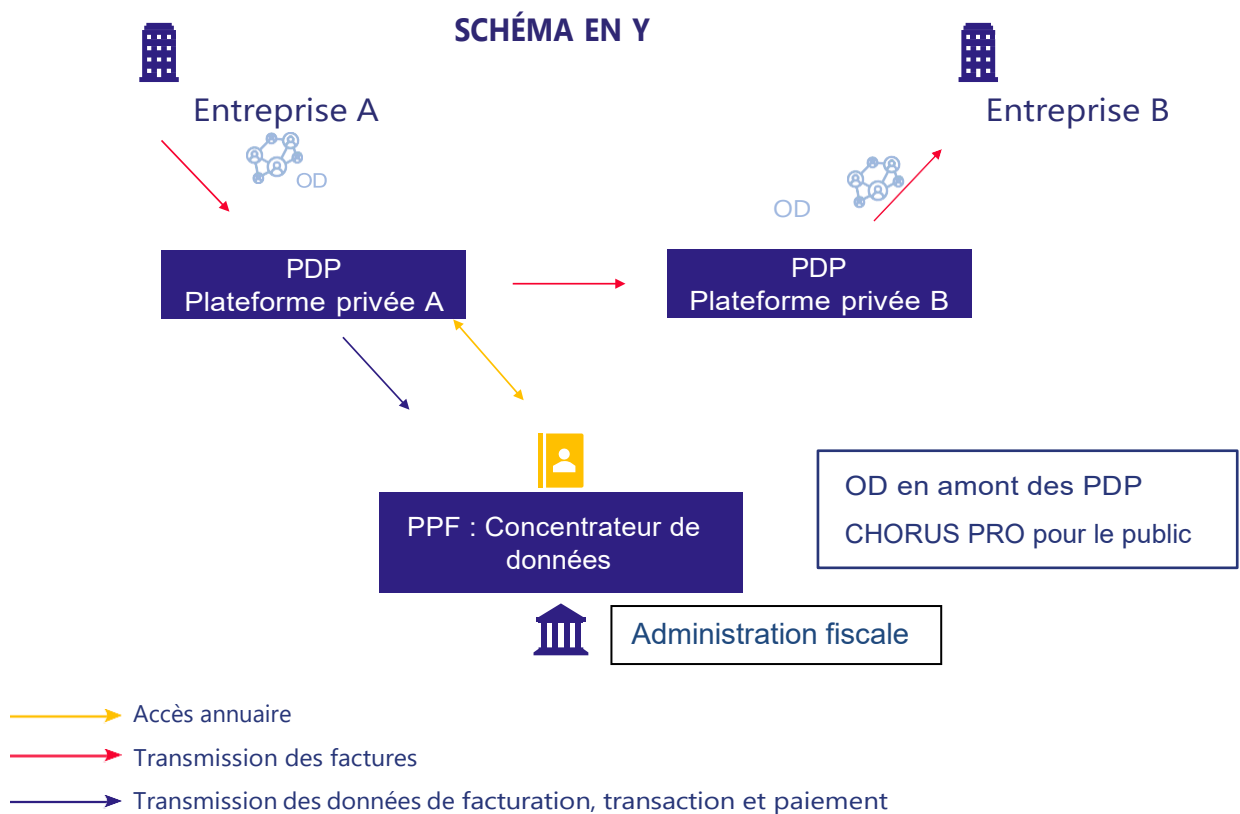 SCHÉMA EN Y
Entreprise A
Entreprise B
OD
OD
PDP
Plateforme privée A
PDP
Plateforme privée B
PPF : Concentrateur de
données
OD en amont des PDP
CHORUS PRO pour le public
Administration fiscale
Accès annuaire
Transmission des factures
Transmission des données de facturation, transaction et paiement